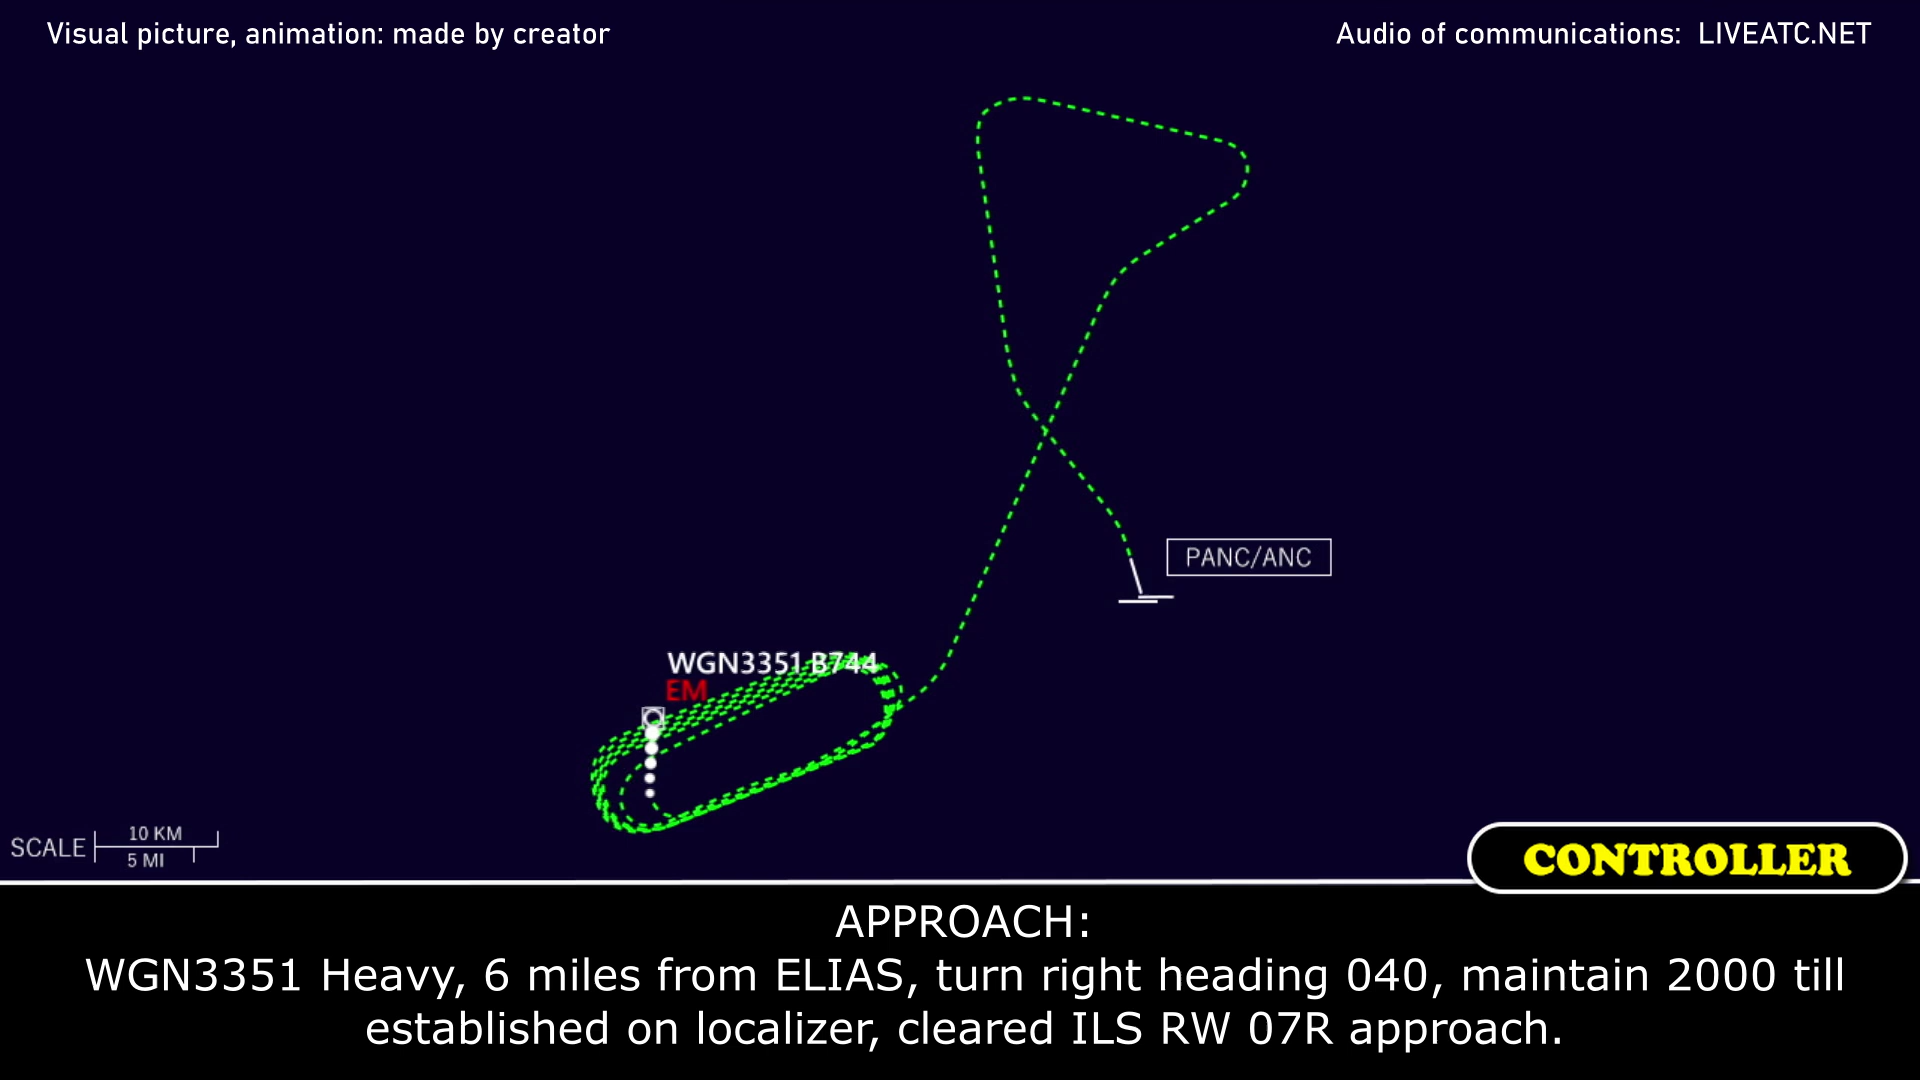 Visual picture, animation: made by creator
Audio of communications: LIVEATC.NET
PANC/ANC
WGN3351 B744
EM
SCALE
10 KM
5 MI
CONTROLLER
APPROACH:
WGN3351 Heavy, 6 miles from ELIAS, turn right heading 040, maintain 2000 till
established on localizer, cleared ILS RW 07R approach.